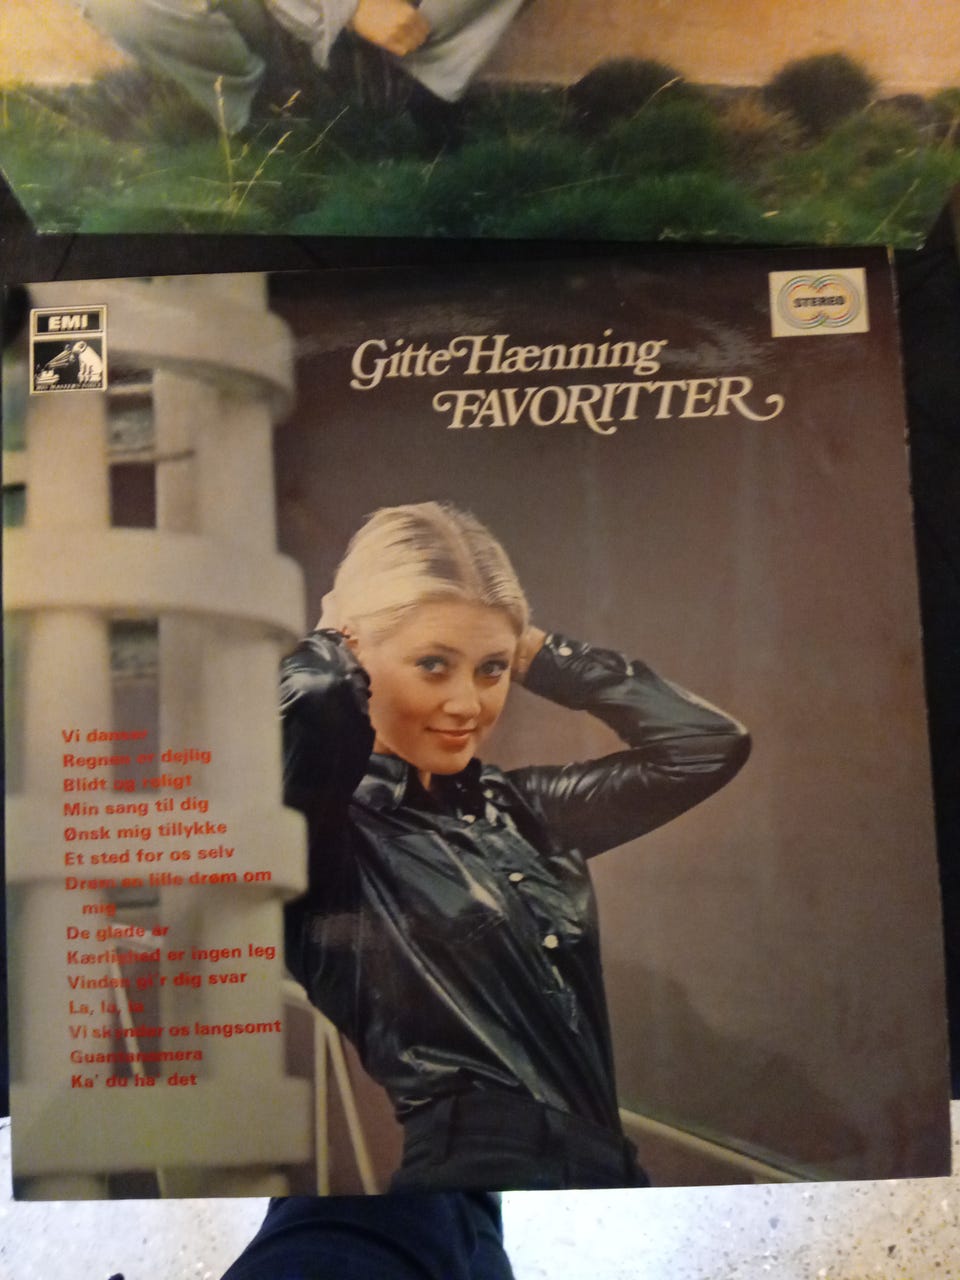 EMI
STEREO
Gitte Hænning
FAVORITTER
Vi danser
Regnen er dejlig
Blidt og roligt
Min sang til dig
Ønsk mig tillykke
Et sted for os selv
Drøm en lille drøm om
mig
De glade år
Kærlighed er ingen leg
Vinden gi'r dig svar
La, la, la
Vi skynder os langsomt
Guantanamera
Ka' du ha' det